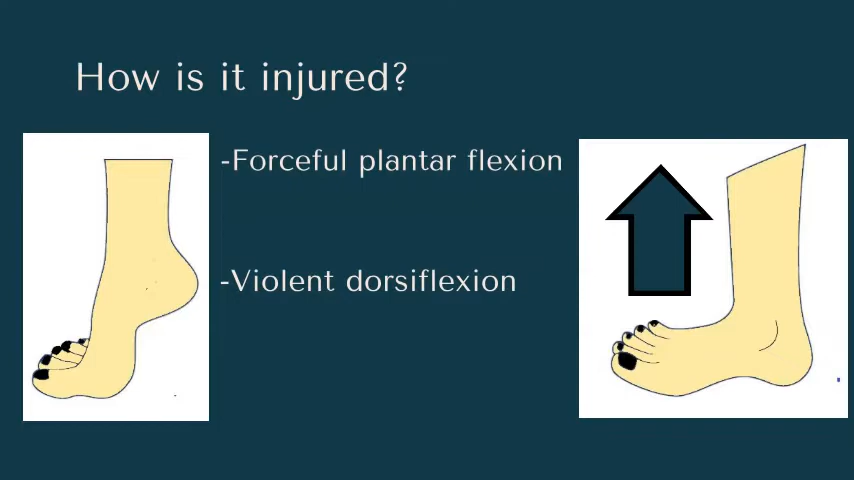 How is it injured?
-Forceful plantar flexion
-Violent dorsiflexion